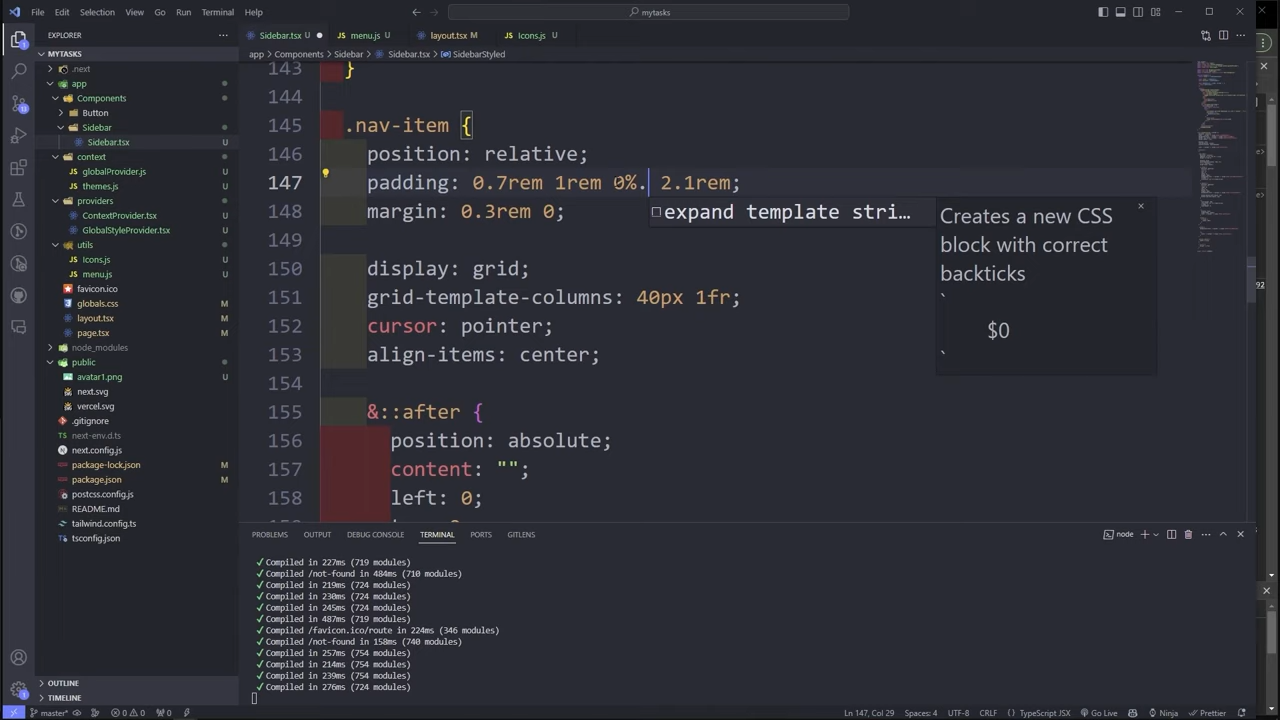 File Edit Selection View Go Run Terminal Help
mytasks
EXPLORER
Sidebar.tsx
menu.js U
layout.tsx M
Icons.js U
MYTASKS
app > Components > Sidebar > Sidebar.tsx > SidebarStyled
.next
app
Components
Button
Sidebar
Sidebar.tsx U
context
globalProvider.js U
themes.js U
providers
ContextProvider.tsx U
GlobalStyleProvider.tsx U
utils
Icons.js U
menu.js U
favicon.ico
globals.css M
layout.tsx M
page.tsx M
node_modules
public
avatar1.png U
next.svg
vercel.svg
.gitignore
next-env.d.ts
next.config.js
package-lock.json M
package.json M
postcss.config.js
README.md
tailwind.config.ts
tsconfig.json
OUTLINE
TIMELINE
143 }
144
145 .nav-item {
146 position: relative;
147 padding: 0.7rem 1rem 0%. 2.1rem;
148 margin: 0.3rem 0;
149
150 display: grid;
151 grid-template-columns: 40px 1fr;
152 cursor: pointer;
153 align-items: center;
154
155 &::after {
156 position: absolute;
157 content: "";
158 left: 0;
expand template stri…
Creates a new CSS
block with correct
backticks
`
$0
`
92
PROBLEMS OUTPUT DEBUG CONSOLE TERMINAL PORTS GITLENS
node
✓ Compiled in 227ms (719 modules)
✓ Compiled /not-found in 484ms (710 modules)
✓ Compiled in 219ms (724 modules)
✓ Compiled in 230ms (724 modules)
✓ Compiled in 245ms (724 modules)
✓ Compiled in 487ms (719 modules)
✓ Compiled /favicon.ico/route in 224ms (346 modules)
✓ Compiled /not-found in 158ms (740 modules)
✓ Compiled in 257ms (754 modules)
✓ Compiled in 214ms (754 modules)
✓ Compiled in 239ms (754 modules)
✓ Compiled in 276ms (724 modules)
master* 0 0 0 Ln 147, Col 29 Spaces: 4 UTF-8 CRLF {} TypeScript JSX Go Live Ninja Prettier